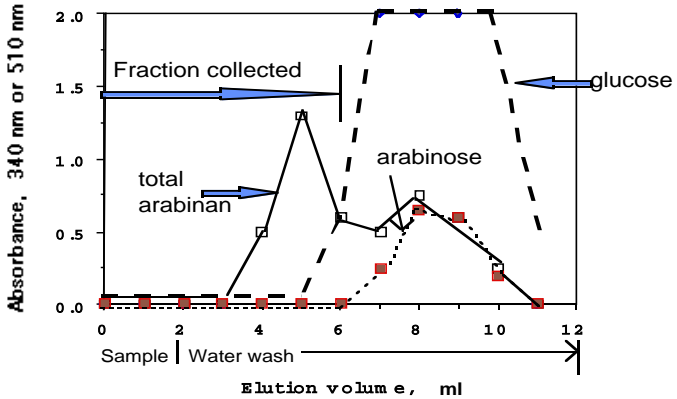 Absorbance, 340 nm or 510 nm
2.0
1.5
1.0
0.5
0.0
Fraction collected
glucose
total
arabinan
arabinose
0 2 4 6 8 10 12
Sample Water wash
Elution volume, ml